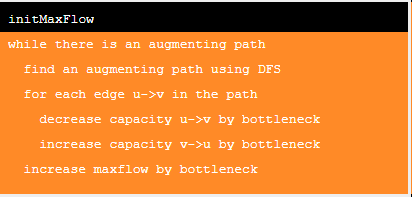 initMaxFlow
while there is an augmenting path
find an augmenting path using DFS
for each edge u->v in the path
decrease capacity u->v by bottleneck
increase capacity v->u by bottleneck
increase maxflow by bottleneck